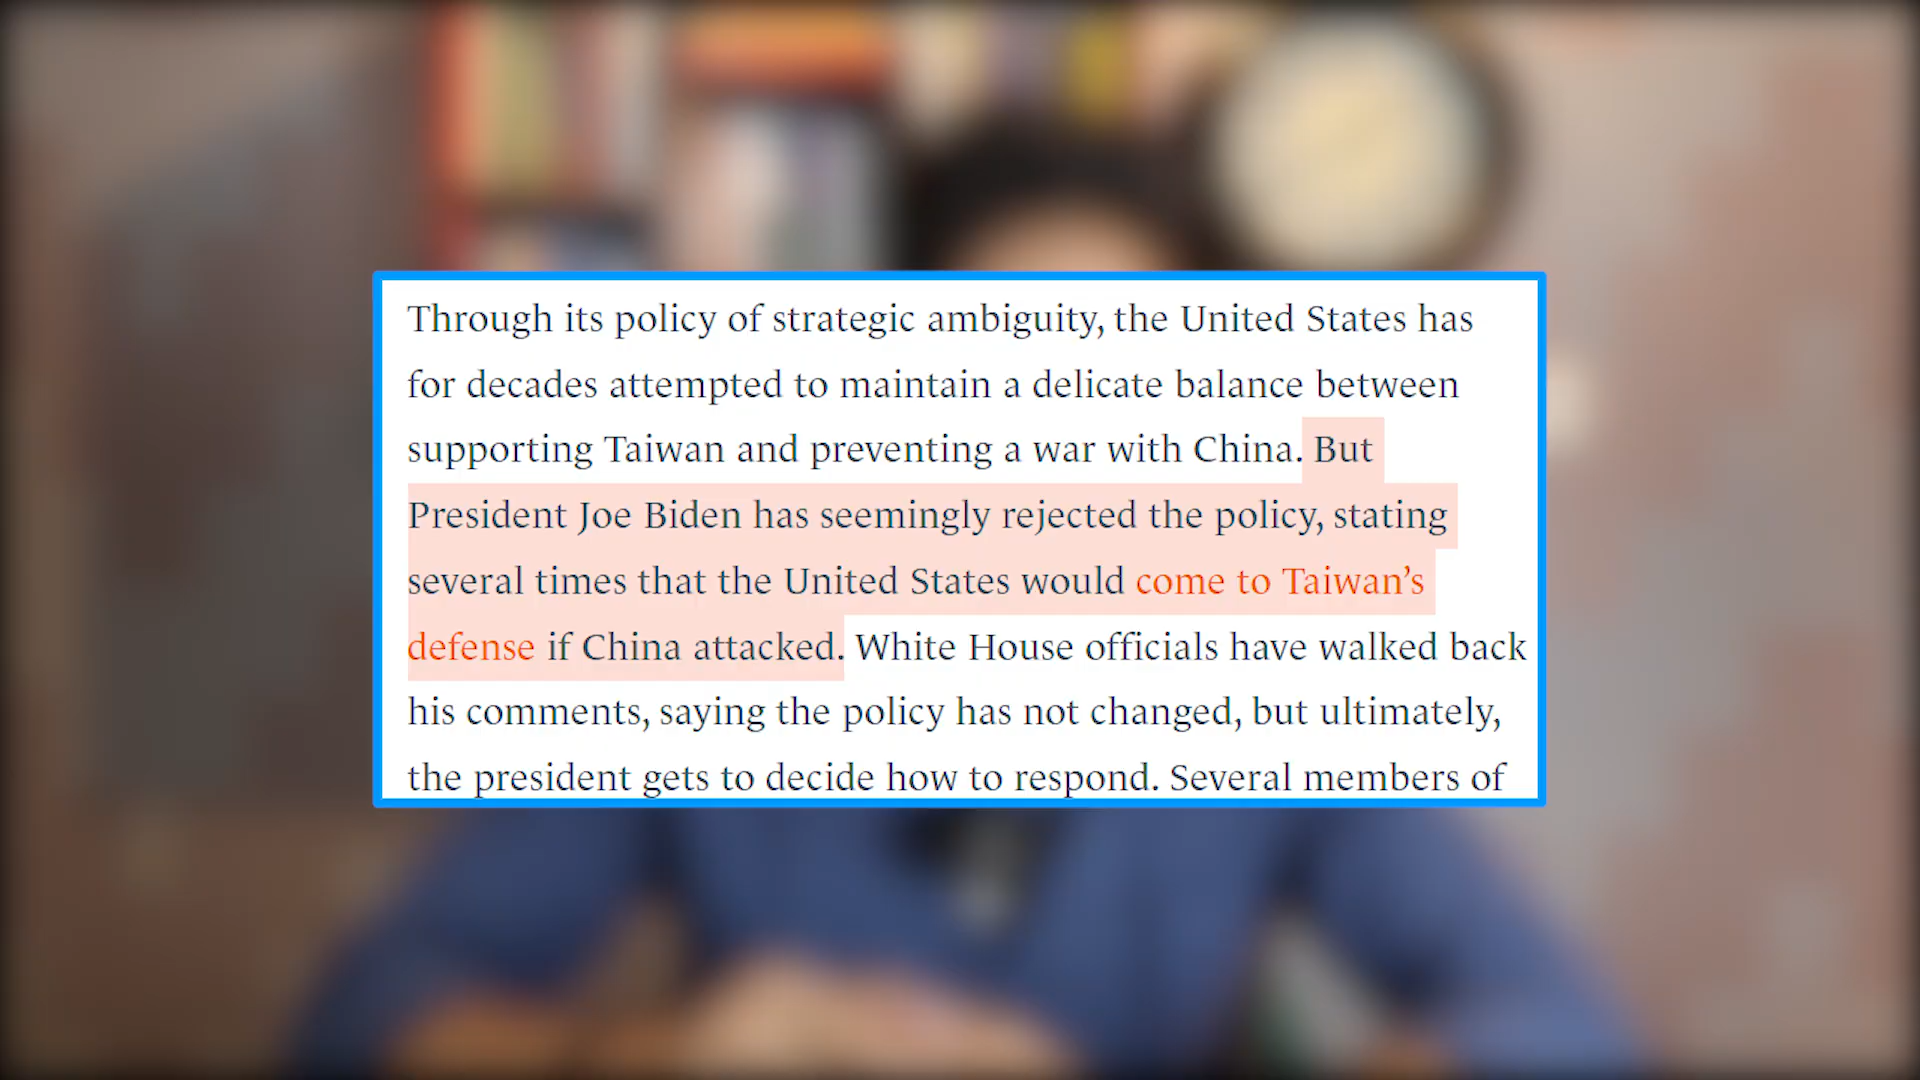 Through its policy of strategic ambiguity, the United States has
for decades attempted to maintain a delicate balance between
supporting Taiwan and preventing a war with China. But
President Joe Biden has seemingly rejected the policy, stating
several times that the United States would come to Taiwan’s
defense if China attacked. White House officials have walked back
his comments, saying the policy has not changed, but ultimately,
the president gets to decide how to respond. Several members of